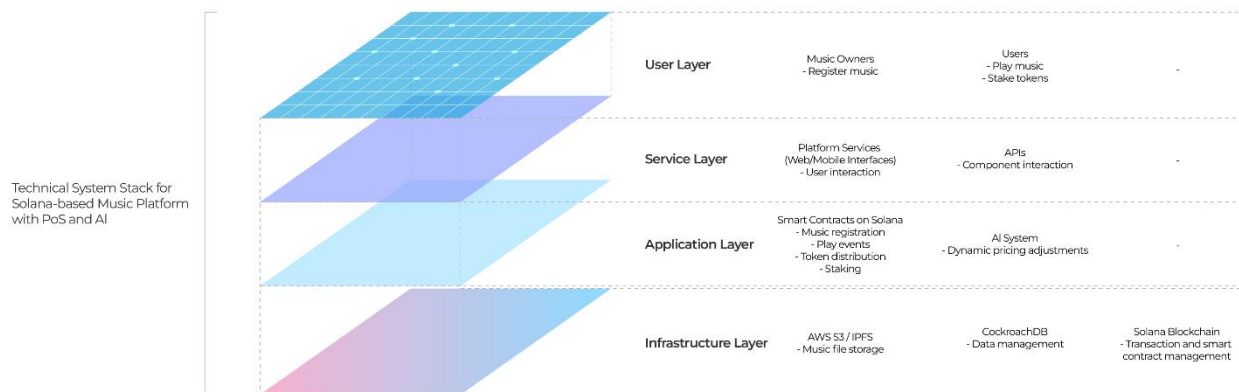 Technical System Stack for
Solana-based Music Platform
with PoS and AI
User Layer
Music Owners
- Register music
Users
- Play music
- Stake tokens
-
Service Layer
Platform Services
(Web/Mobile Interfaces)
- User interaction
APIs
- Component interaction
-
Application Layer
Smart Contracts on Solana
- Music registration
- Play events
- Token distribution
- Staking
AI System
- Dynamic pricing adjustments
-
Infrastructure Layer
AWS S3 / IPFS
- Music file storage
CockroachDB
- Data management
Solana Blockchain
- Transaction and smart
contract management